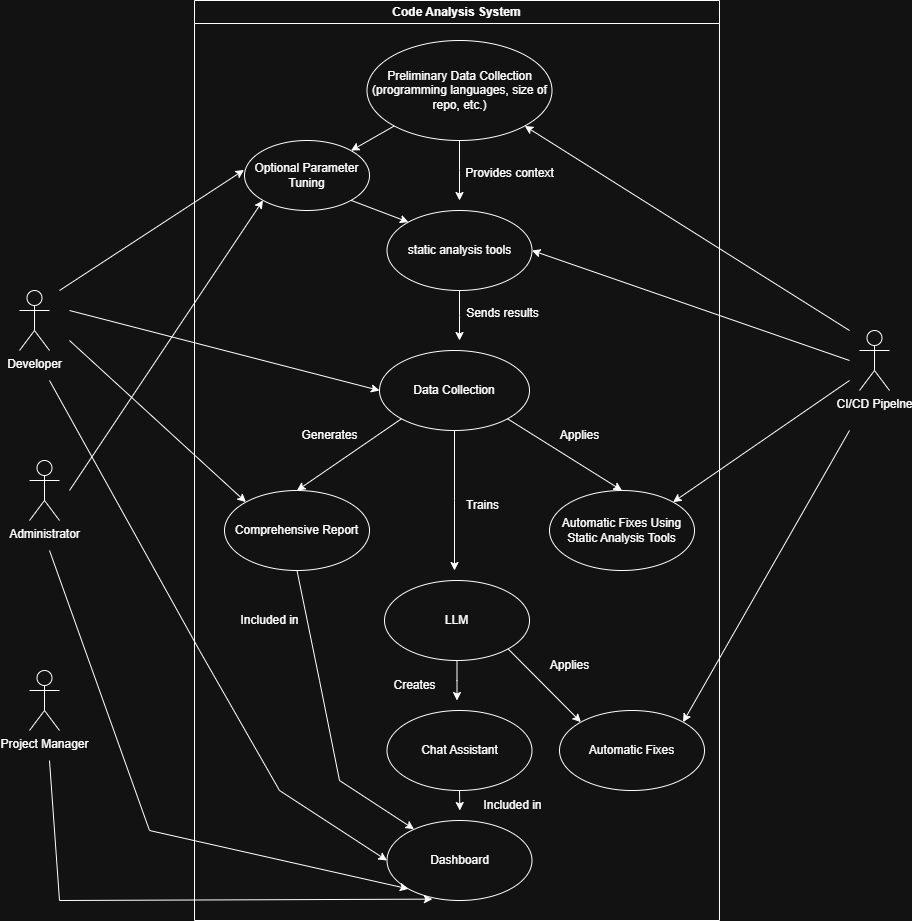 Code Analysis System
Preliminary Data Collection
(programming languages, size of
repo, etc.)
Optional Parameter
Tuning
Provides context
static analysis tools
Sends results
Developer
Data Collection
CI/CD Pipelne
Generates
Applies
Trains
Administrator
Comprehensive Report
Automatic Fixes Using
Static Analysis Tools
Included in
LLM
Applies
Creates
Project Manager
Chat Assistant
Automatic Fixes
Included in
Dashboard